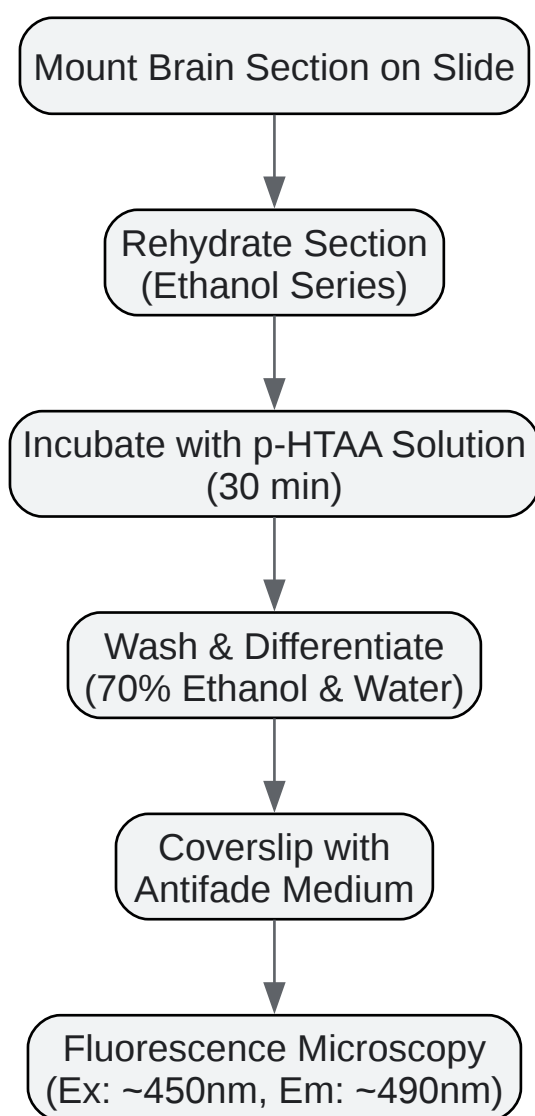 Mount Brain Section on Slide
Rehydrate Section
(Ethanol Series)
Incubate with p-HTAA Solution
(30 min)
Wash & Differentiate
(70% Ethanol & Water)
Coverslip with
Antifade Medium
Fluorescence Microscopy
(Ex: ~450nm, Em: ~490nm)